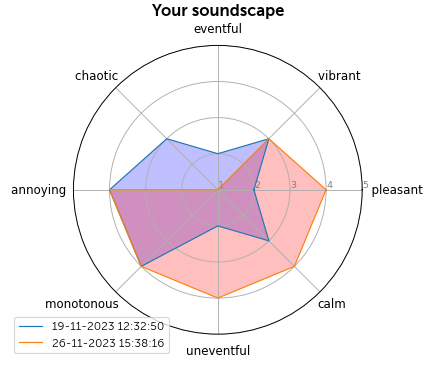 Your soundscape
eventful
chaotic
vibrant
annoying
1 2 3 4 5
pleasant
monotonous
calm
uneventful
19-11-2023 12:32:50
26-11-2023 15:38:16